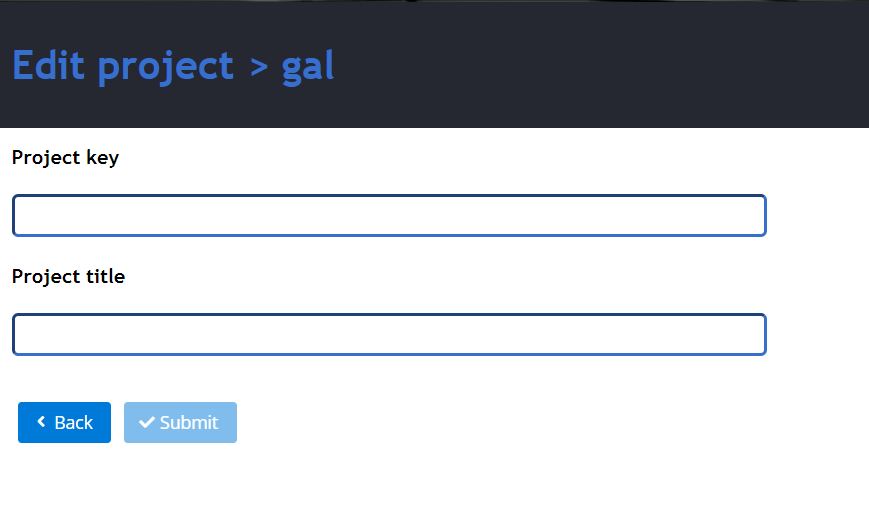 Edit project > gal
Project key
Project title
Back
Submit